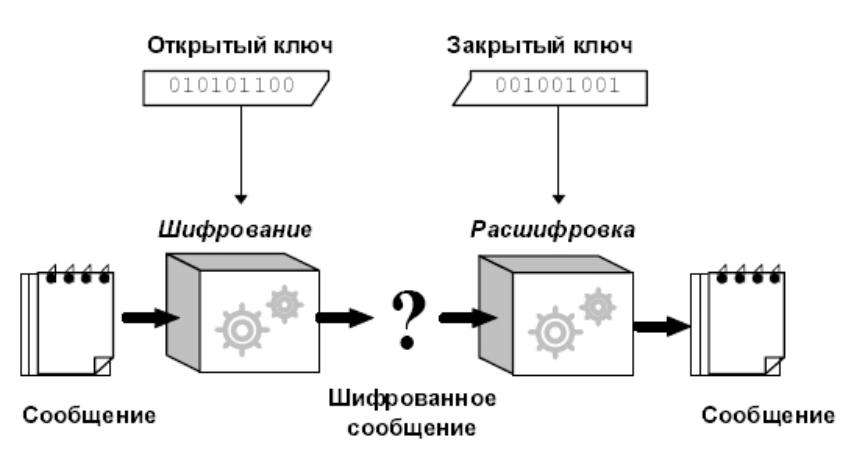 Открытый ключ
Закрытый ключ
010101100
001001001
Шифрование
Расшифровка
?
Сообщение
Шифрованное
сообщение
Сообщение